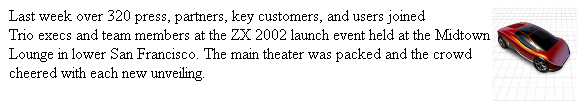 Last week over 320 press, partners, key customers, and users joined
Trio execs and team members at the ZX 2002 launch event held at the Midtown
Lounge in lower San Francisco. The main theater was packed and the crowd
cheered with each new unveiling.